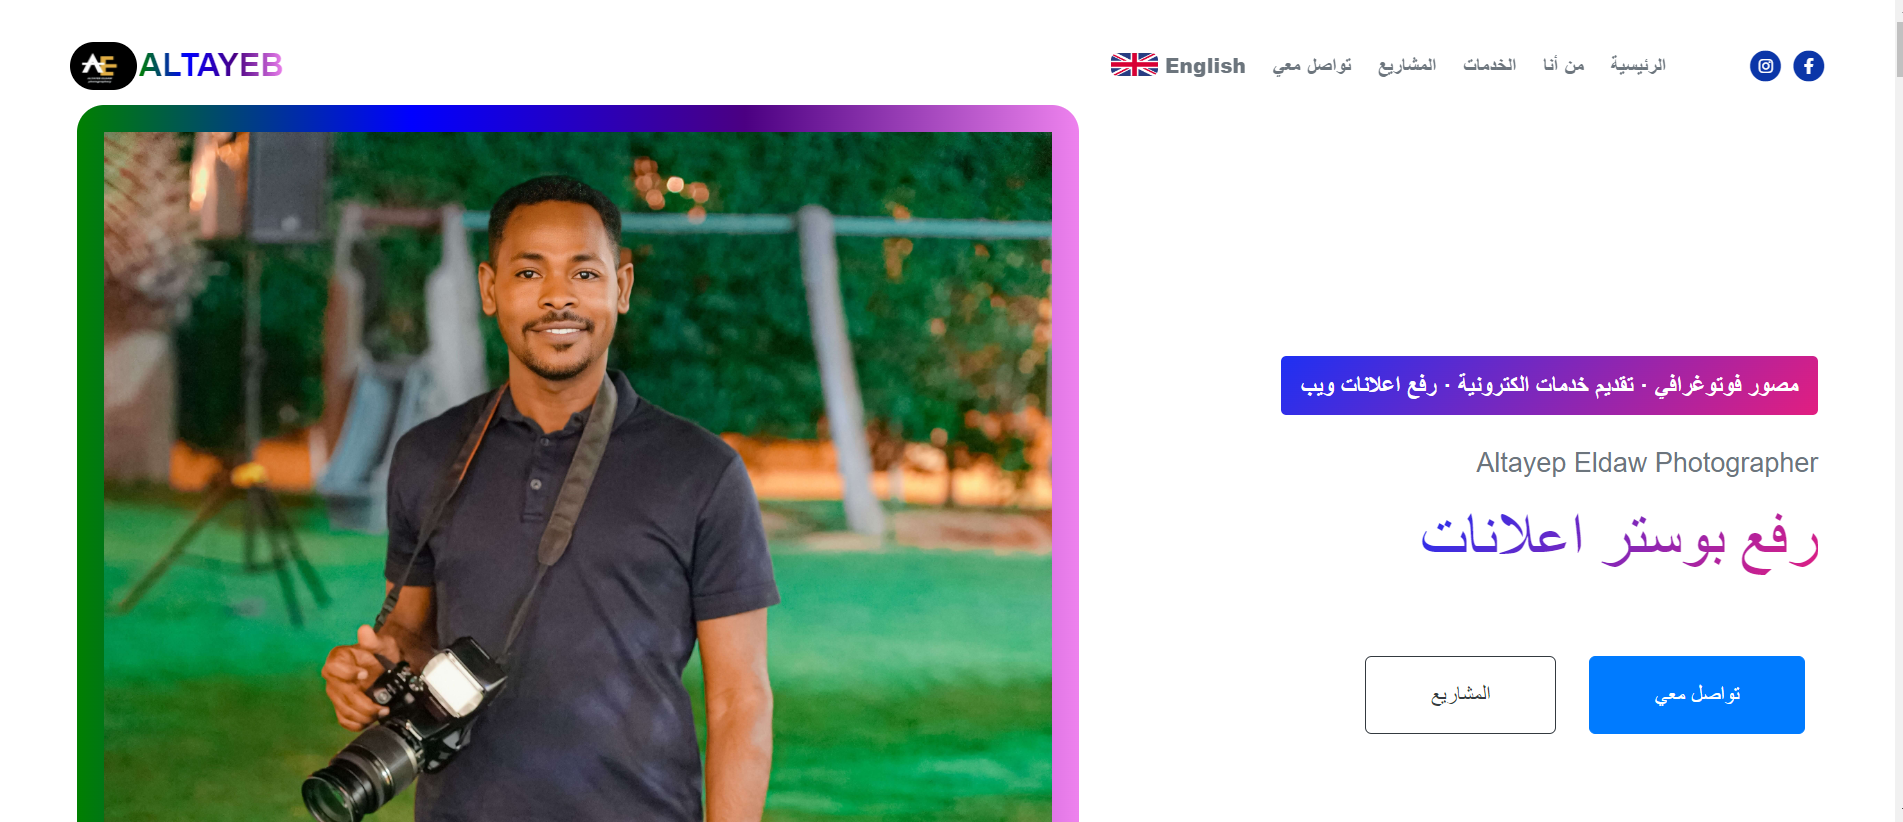 AE ALTAYEB
الرئيسية من أنا الخدمات المشاريع تواصل معي English
مصور فوتوغرافي - تقديم خدمات الكترونية - رفع اعلانات ويب
Altayep Eldaw Photographer
رفع بوستر اعلانات
تواصل معي
المشاريع